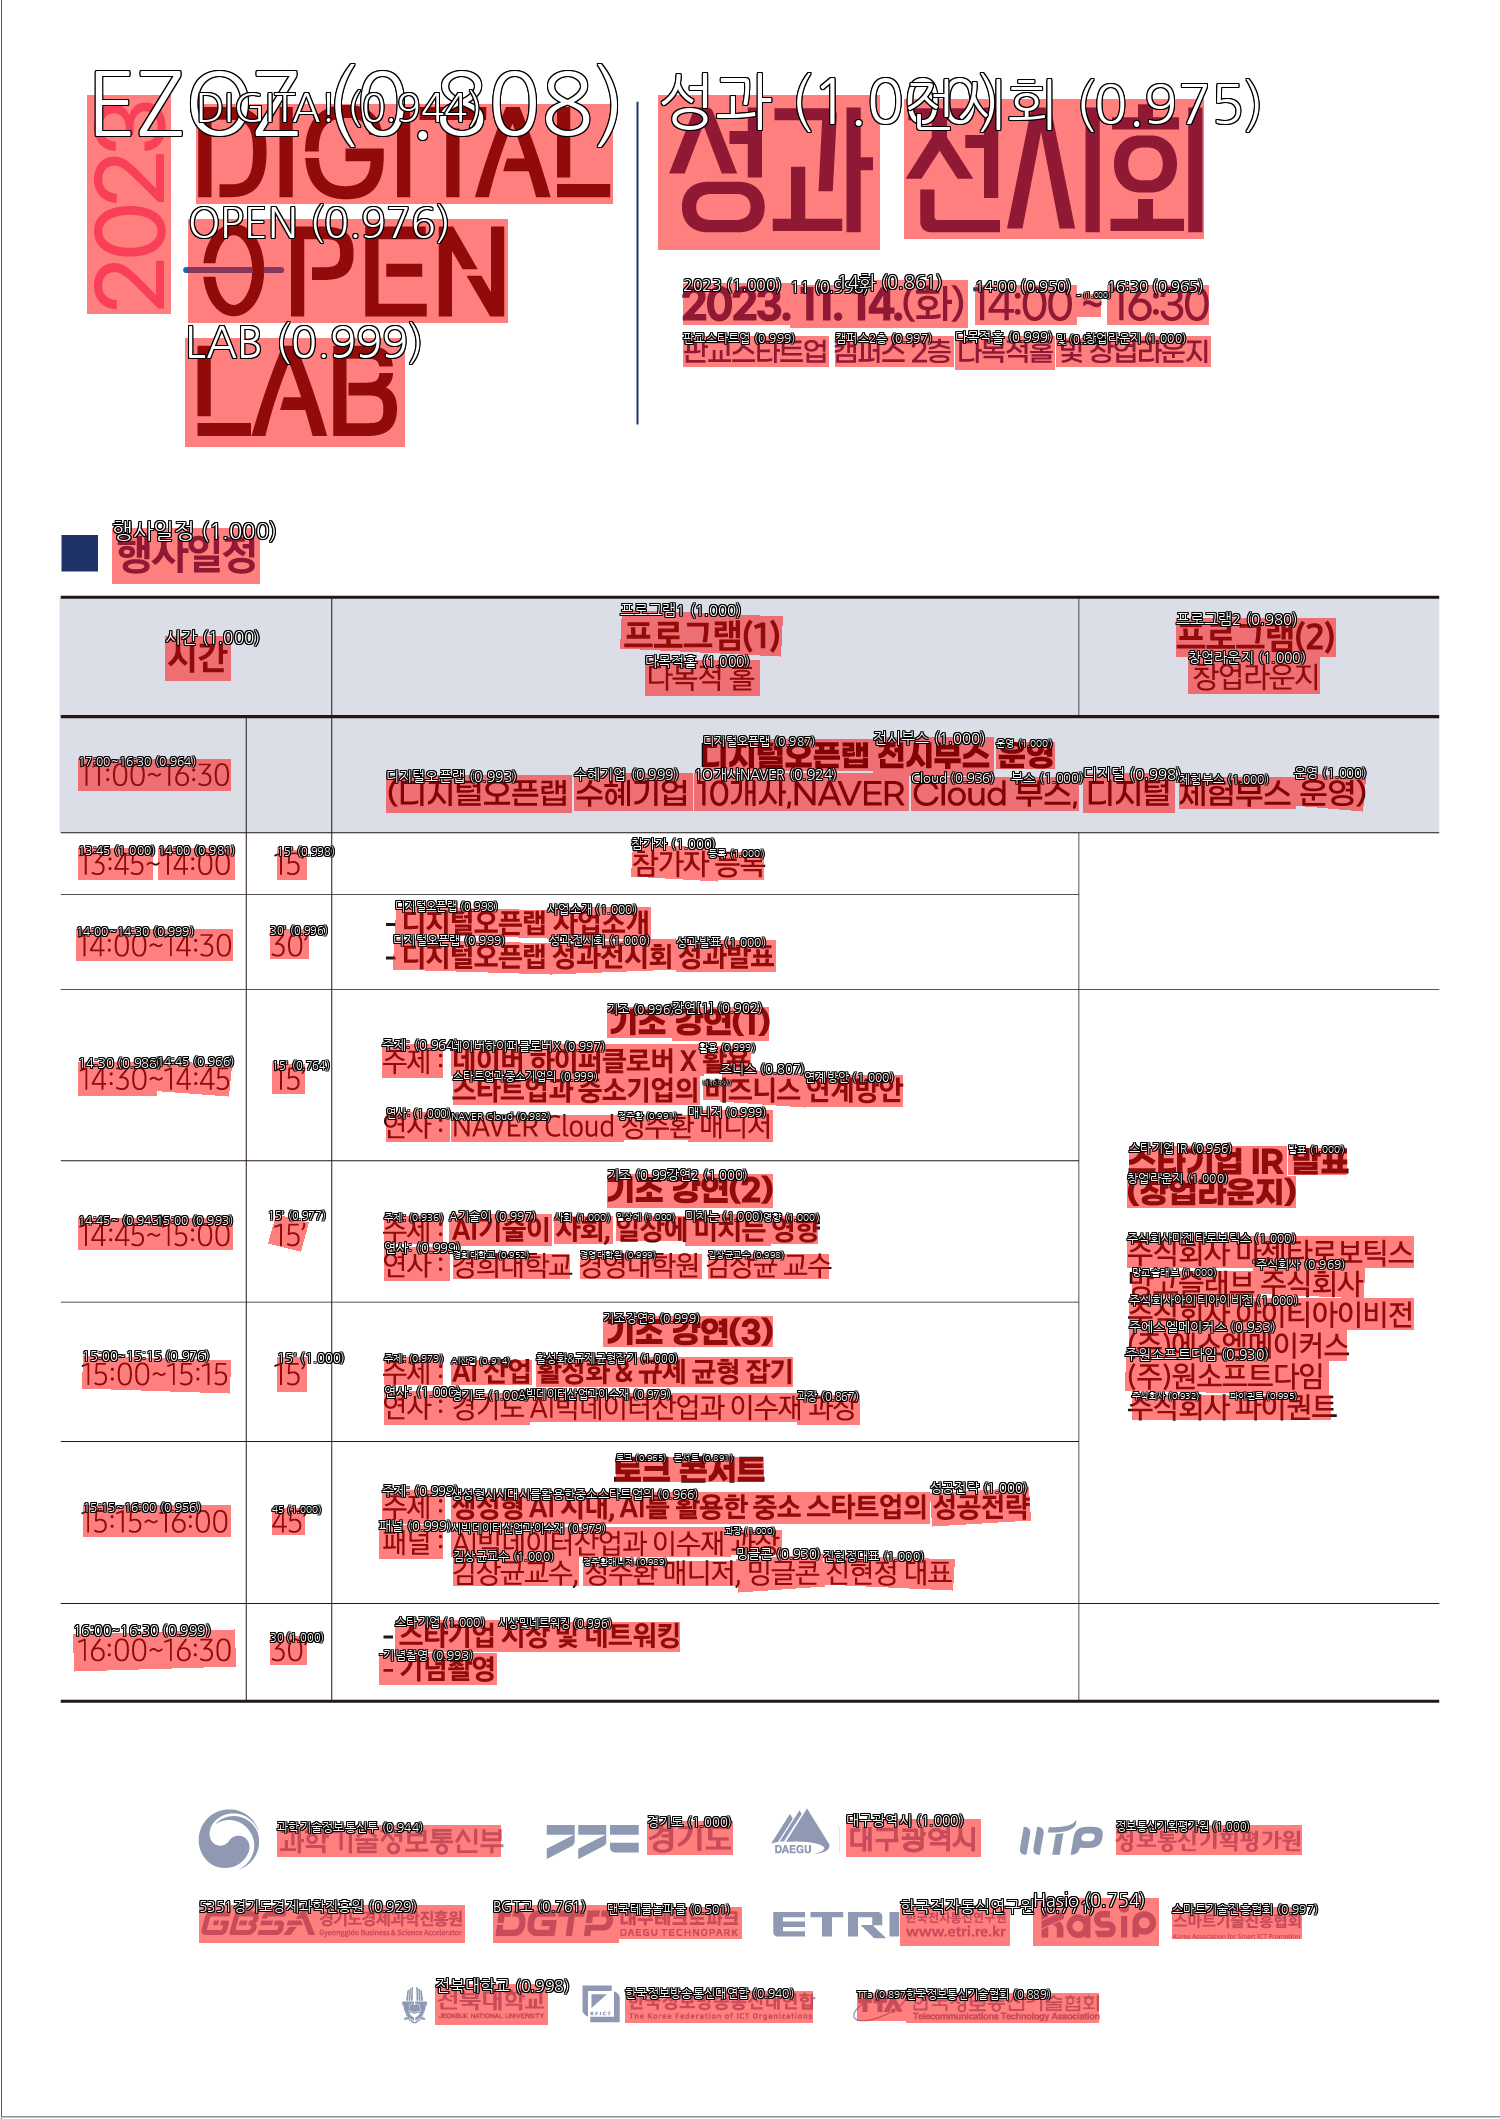 2023
DIGITAL
OPEN
LAB
성과 전시회
2023. 11. 14.(화) 14:00 ~ 16:30
판교스타트업 캠퍼스 2층 다목적홀 및 창업라운지
행사일정
시간
프로그램(1)
다목적 홀
프로그램(2)
창업라운지
11:00~16:30
디지털오픈랩 전시부스 운영
(디지털오픈랩 수혜기업 10개사,NAVER Cloud 부스, 디지털 체험부스 운영)
13:45~14:00
15’
참가자 등록
14:00~14:30
30’
- 디지털오픈랩 사업소개
- 디지털오픈랩 성과전시회 성과발표
14:30~14:45
15’
기조 강연(1)
주제 : 네이버 하이퍼클로버 X 활용
스타트업과 중소기업의 비즈니스 연계방안
연사 : NAVER Cloud 정주환 매니저
14:45~15:00
15’
기조 강연(2)
주제 : AI기술이 사회, 일상에 미치는 영향
연사 : 경희대학교 경영대학원 김상균 교수
15:00~15:15
15’
기조 강연(3)
주제 : AI 산업 활성화 & 규제 균형 잡기
연사 : 경기도 AI빅데이터산업과 이수재 과장
15:15~16:00
45’
토크 콘서트
주제 : 생성형 AI 시대, AI를 활용한 중소 스타트업의 성공전략
패널 : AI빅데이터산업과 이수재 과장
김상균교수, 정주환 매니저, 밍글콘 진현정 대표
16:00~16:30
30’
- 스타기업 시상 및 네트워킹
- 기념촬영
스타기업 IR 발표
(창업라운지)
주식회사 마젠타로보틱스
망고슬래브 주식회사
주식회사 아이티아이비전
(주)에스엘메이커스
(주)원소프트다임
주식회사 파이퀀트
과학기술정보통신부
경기도
DAEGU 대구광역시
IITP 정보통신기획평가원
GBSA 경기도경제과학진흥원
Gyeonggido Business & Science Accelerator
DGTP 대구테크노파크
DAEGU TECHNOPARK
ETRI 한국전자통신연구원
www.etri.re.kr
Kasip
스마트기술진흥협회
Korea Association for Smart ICT Promotion
전북대학교
JEONBUK NATIONAL UNIVERSITY
KFICT 한국정보방송통신대연합
The Korea Federation of ICT Organizations
TTA 한국정보통신기술협회
Telecommunications Technology Association